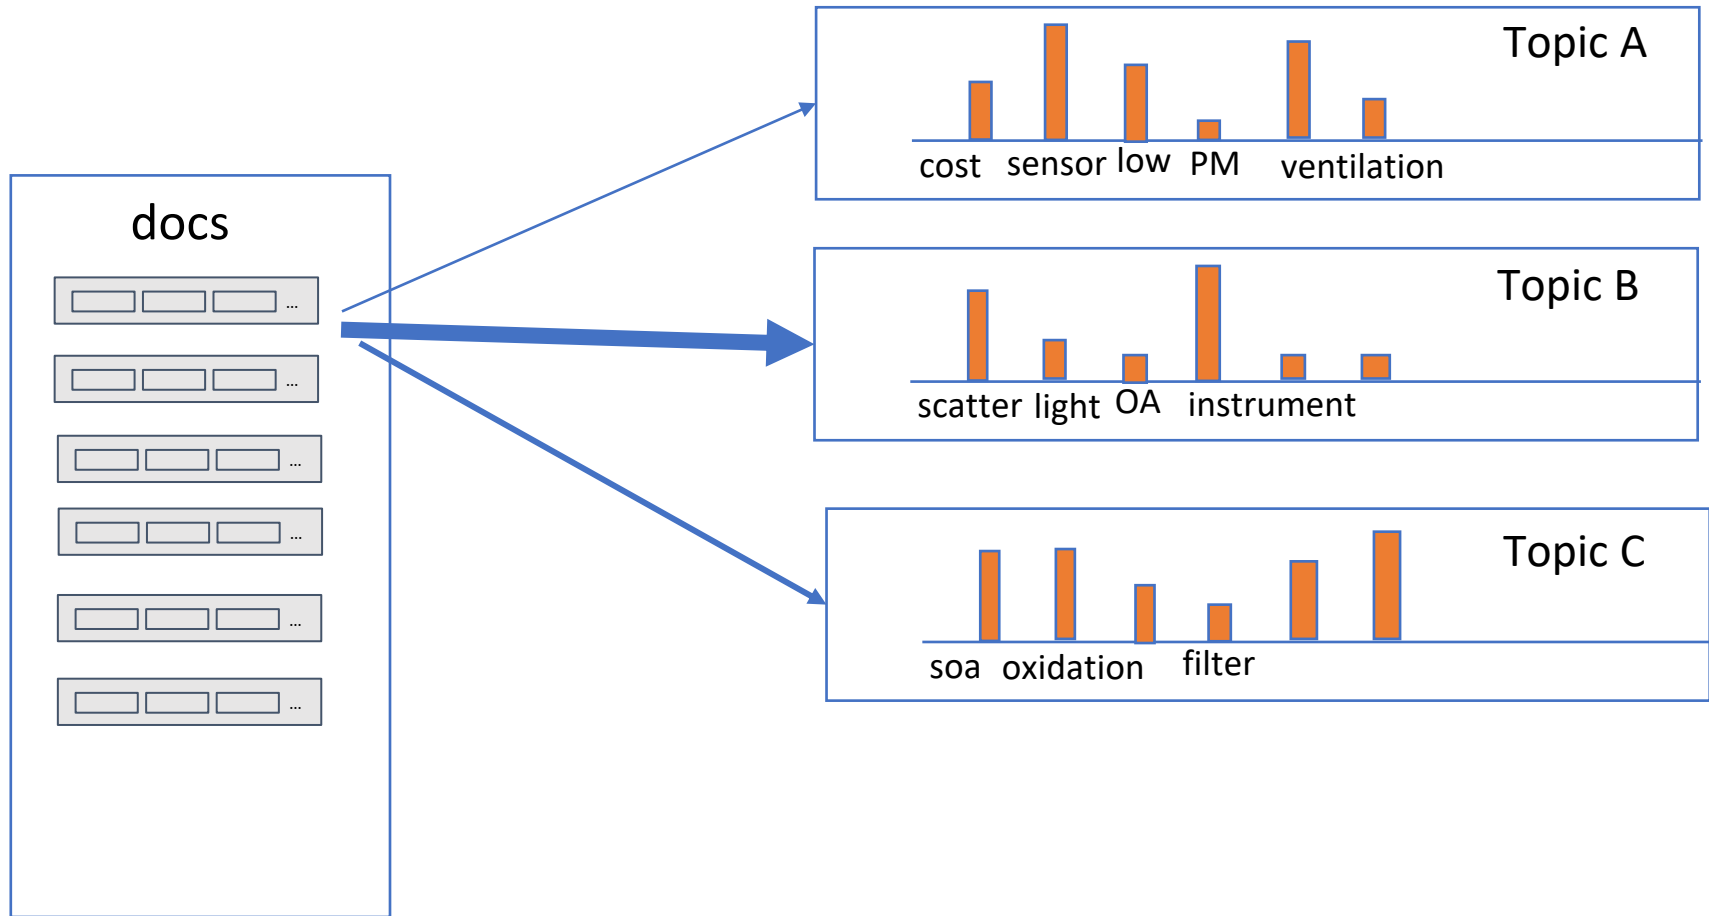 docs
...
...
...
...
...
...
Topic A
cost sensor low PM ventilation
Topic B
scatter light OA instrument
Topic C
soa oxidation filter